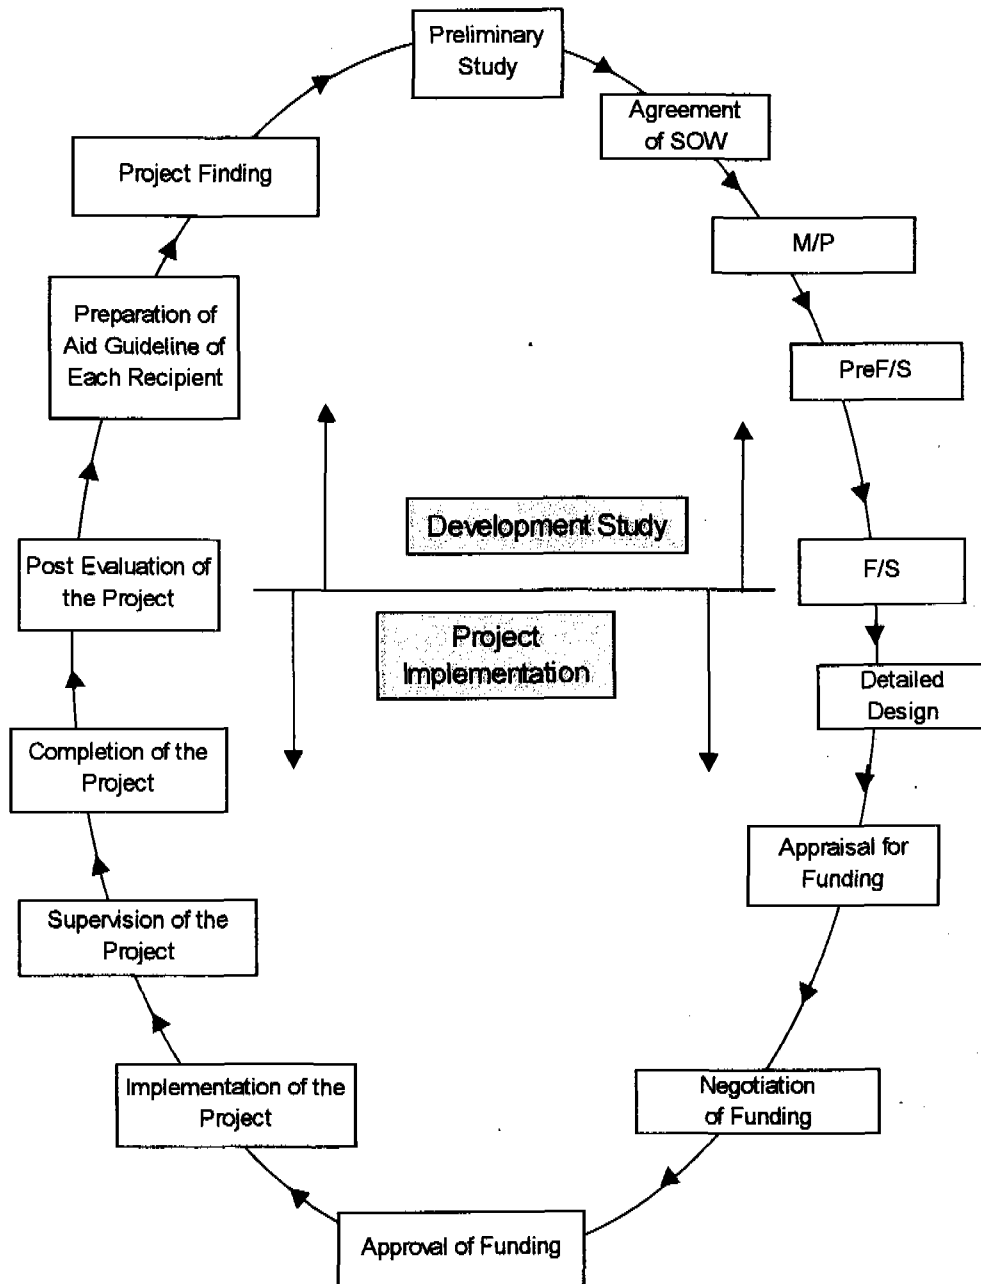 Preliminary
Study
Agreement
of SOW
Project Finding
M/P
Preparation of
Aid Guideline of
Each Recipient
PreF/S
Development Study
Post Evaluation of
the Project
F/S
Project
Implementation
Detailed
Design
Completion of the
Project
Appraisal for
Funding
Supervision of the
Project
Implementation of the
Project
Negotiation
of Funding
Approval of Funding